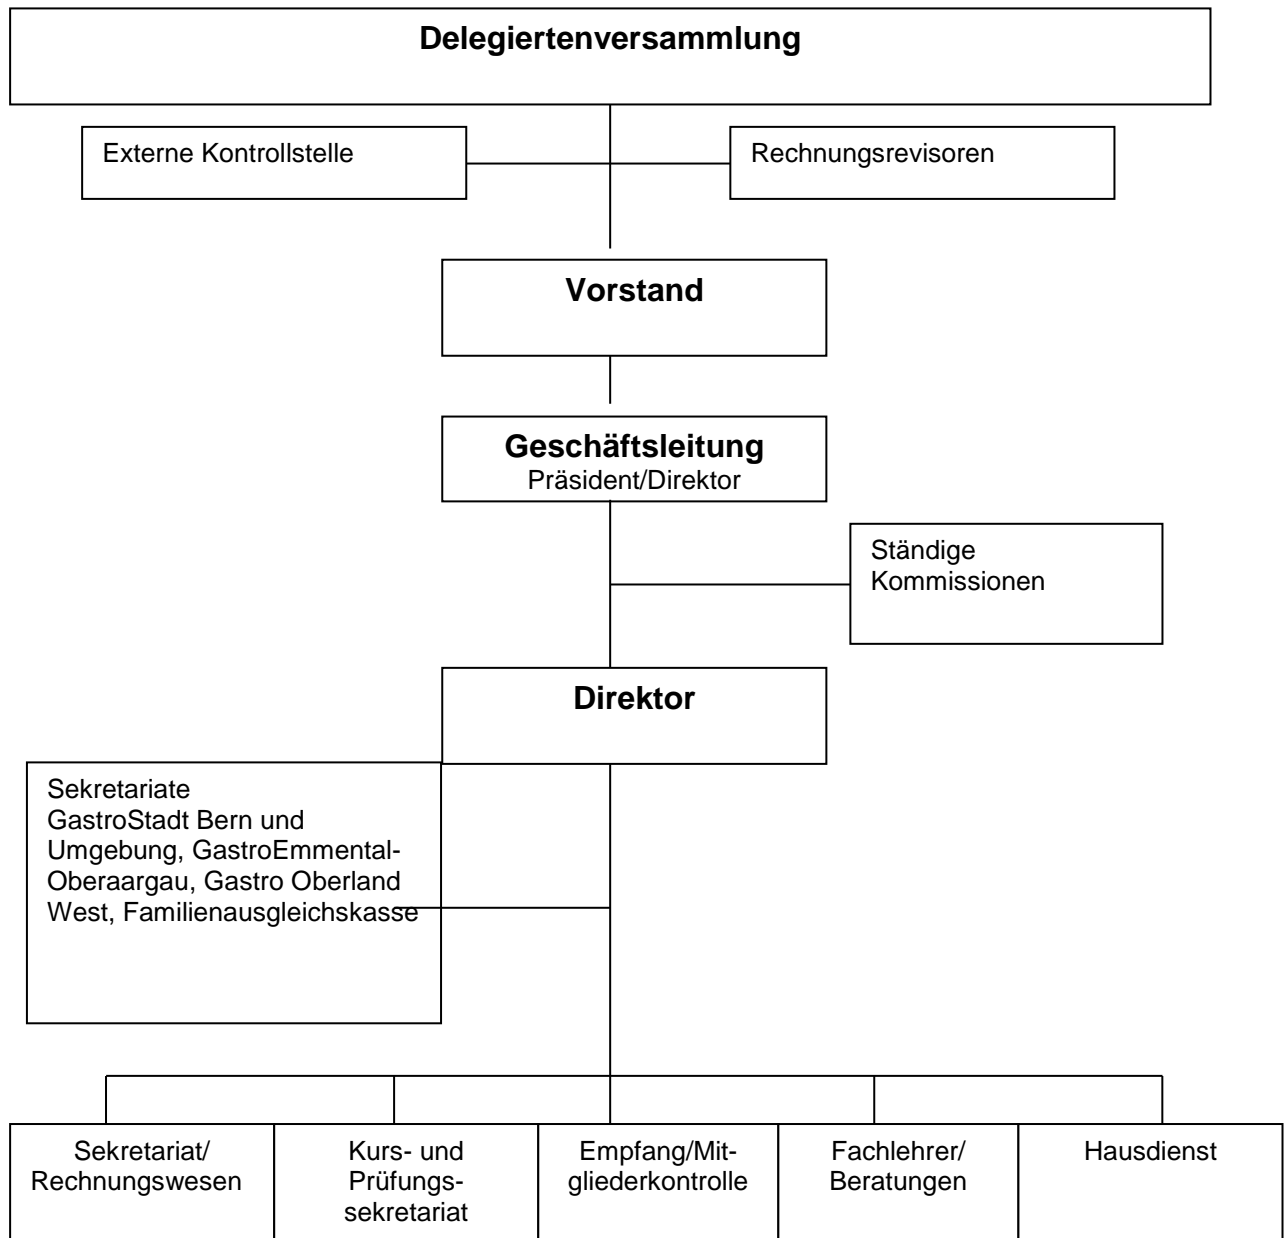 Delegiertenversammlung
Externe Kontrollstelle
Rechnungsrevisoren
Vorstand
Geschäftsleitung
Präsident/Direktor
Ständige
Kommissionen
Direktor
Sekretariate
GastroStadt Bern und
Umgebung, GastroEmmental-
Oberaargau, Gastro Oberland
West, Familienausgleichskasse
Sekretariat/
Rechnungswesen
Kurs- und
Prüfungs-
sekretariat
Empfang/Mit-
gliederkontrolle
Fachlehrer/
Beratungen
Hausdienst